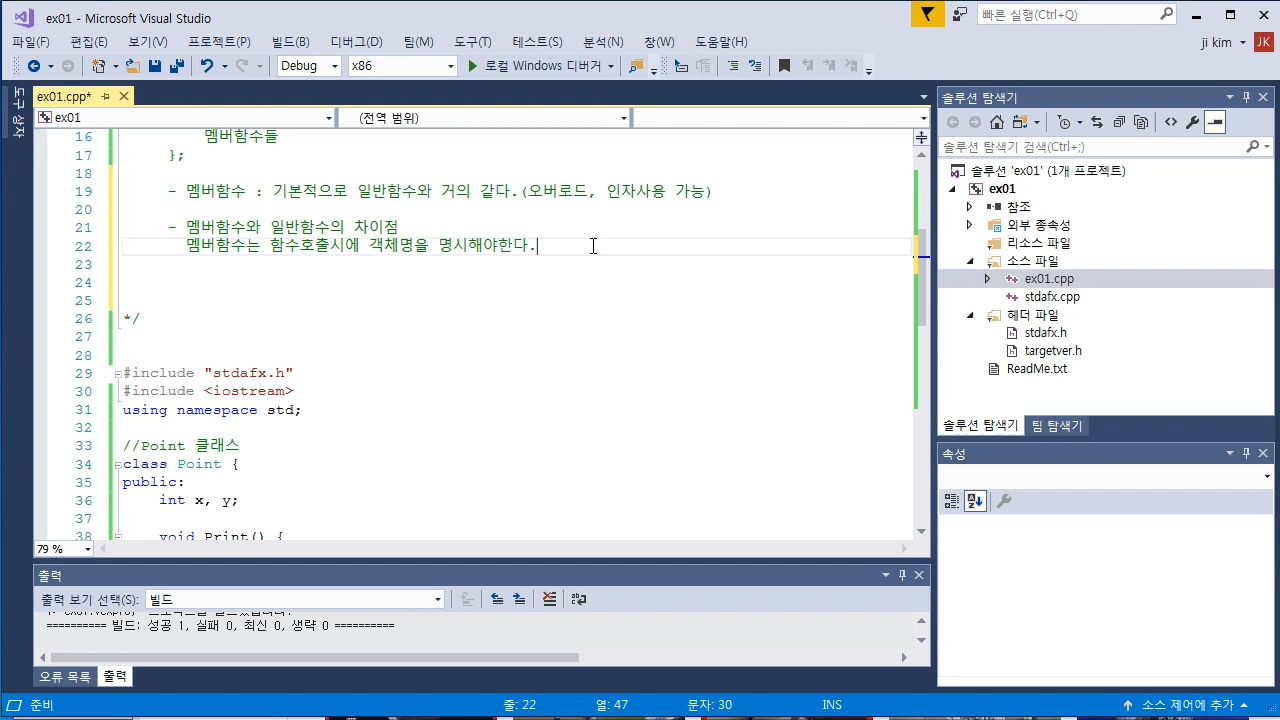 ex01 - Microsoft Visual Studio
빠른 실행(Ctrl+Q)
파일(F) 편집(E) 보기(V) 프로젝트(P) 빌드(B) 디버그(D) 팀(M) 도구(T) 테스트(S) 분석(N) 창(W) 도움말(H)
ji kim JK
Debug x86 로컬 Windows 디버거
도구 상자
ex01.cpp*
ex01 (전역 범위)
16 멤버함수들
17 };
18
19 - 멤버함수 : 기본적으로 일반함수와 거의 같다.(오버로드, 인자사용 가능)
20
21 - 멤버함수와 일반함수의 차이점
22 멤버함수는 함수호출시에 객체명을 명시해야한다.
23
24
25
26 */
27
28
29 #include "stdafx.h"
30 #include <iostream>
31 using namespace std;
32
33 //Point 클래스
34 class Point {
35 public:
36 int x, y;
37
38 void Print() {
79 %
솔루션 탐색기
솔루션 탐색기 검색(Ctrl+;)
솔루션 'ex01' (1개 프로젝트)
ex01
참조
외부 종속성
리소스 파일
소스 파일
ex01.cpp
stdafx.cpp
헤더 파일
stdafx.h
targetver.h
ReadMe.txt
솔루션 탐색기 팀 탐색기
속성
출력
출력 보기 선택(S): 빌드
========== 빌드: 성공 1, 실패 0, 최신 0, 생략 0 ==========
오류 목록 출력
준비 줄: 22 열: 47 문자: 30 INS 소스 제어에 추가